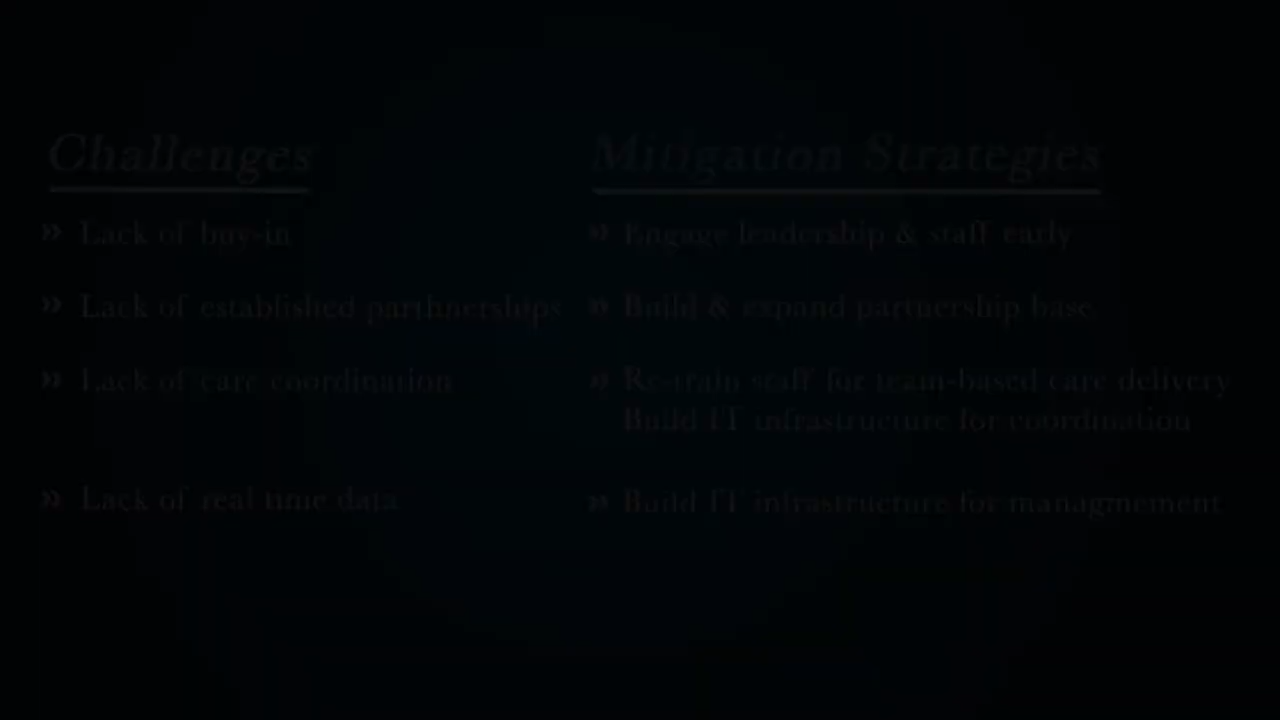 Challenges
Mitigation Strategies
» Lack of buy-in
» Engage leadership & staff early
» Lack of established parthnerships
» Build & expand partnership base
» Lack of care coordination
» Re-train staff for team-based care delivery
Build IT infrastructure for coordination
» Lack of real time data
» Build IT infrastructure for managmement